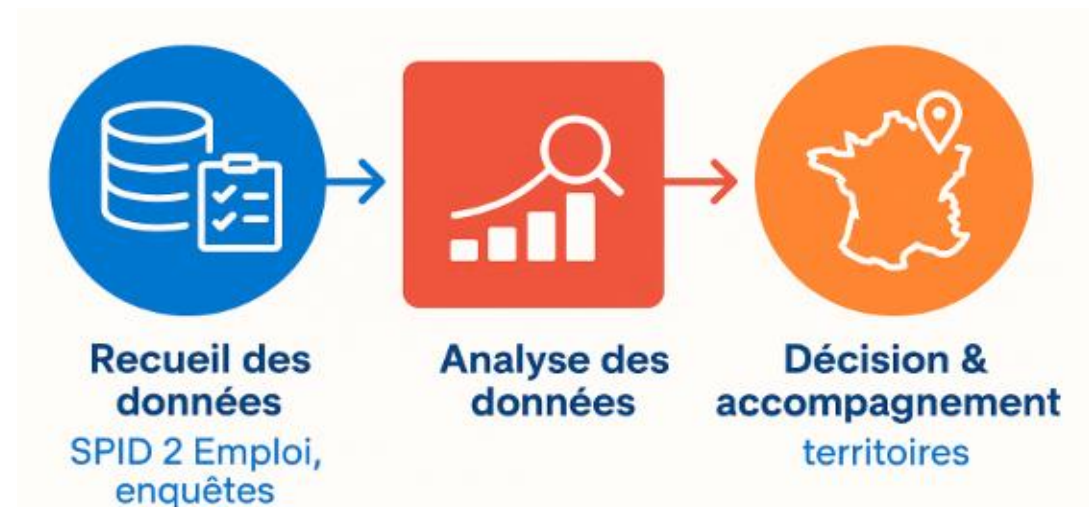 Recueil des
données
SPID 2 Emploi,
enquêtes
Analyse des
données
Décision &
accompagnement
territoires